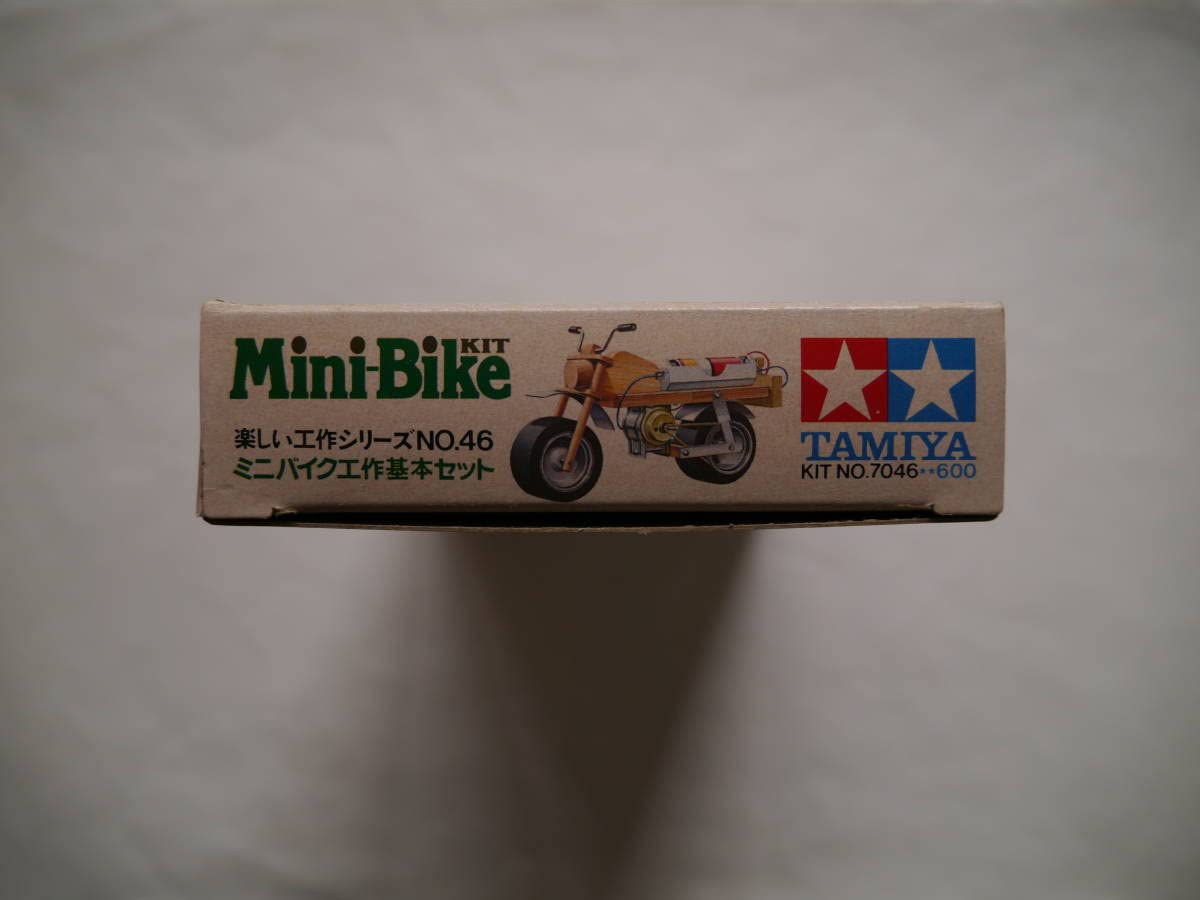 Mini-Bike KIT
楽しい工作シリーズNO.46
ミニバイク工作基本セット
TAMIYA
KIT NO.7046★★600